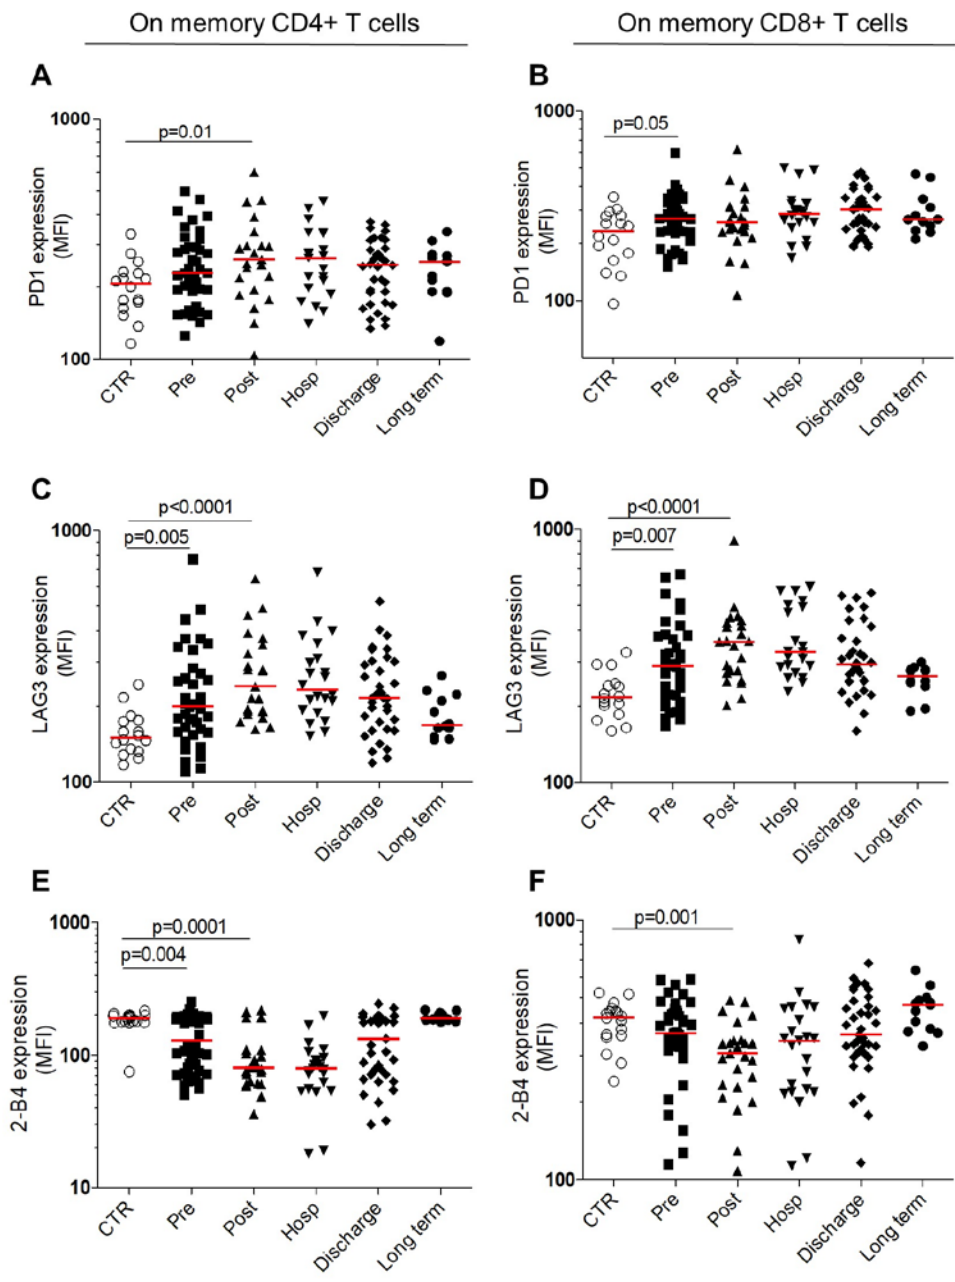 On memory CD4+ T cells
On memory CD8+ T cells
A
1000
100
PD1 expression
(MFI)
p=0.01
CTR
Pre
Post
Hosp
Discharge
Long term
B
1000
100
PD1 expression
(MFI)
p=0.05
CTR
Pre
Post
Hosp
Discharge
Long term
C
1000
100
LAG3 expression
(MFI)
p<0.0001
p=0.005
CTR
Pre
Post
Hosp
Discharge
Long term
D
1000
100
LAG3 expression
(MFI)
p<0.0001
p=0.007
CTR
Pre
Post
Hosp
Discharge
Long term
E
1000
100
10
2-B4 expression
(MFI)
p=0.0001
p=0.004
CTR
Pre
Post
Hosp
Discharge
Long term
F
1000
100
2-B4 expression
(MFI)
p=0.001
CTR
Pre
Post
Hosp
Discharge
Long term